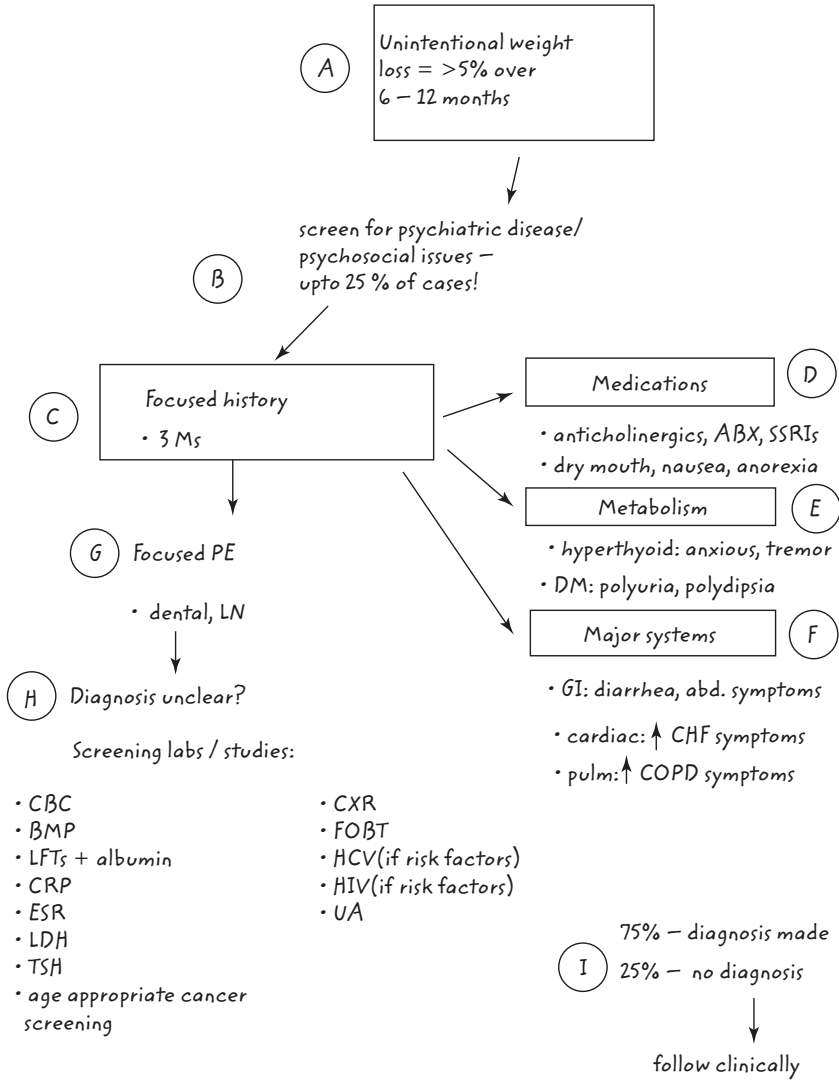 A
Unintentional weight
loss = >5% over
6 – 12 months
B
screen for psychiatric disease/
psychosocial issues –
upto 25 % of cases!
C
Focused history
• 3 Ms
D
Medications
• anticholinergics, ABX, SSRIs
• dry mouth, nausea, anorexia
E
Metabolism
• hyperthyoid: anxious, tremor
• DM: polyuria, polydipsia
F
Major systems
• GI: diarrhea, abd. symptoms
• cardiac: ↑ CHF symptoms
• pulm: ↑ COPD symptoms
G
Focused PE
• dental, LN
H
Diagnosis unclear?
Screening labs / studies:
• CBC
• BMP
• LFTs + albumin
• CRP
• ESR
• LDH
• TSH
• age appropriate cancer
screening
• CXR
• FOBT
• HCV(if risk factors)
• HIV(if risk factors)
• UA
I
75% – diagnosis made
25% – no diagnosis
follow clinically